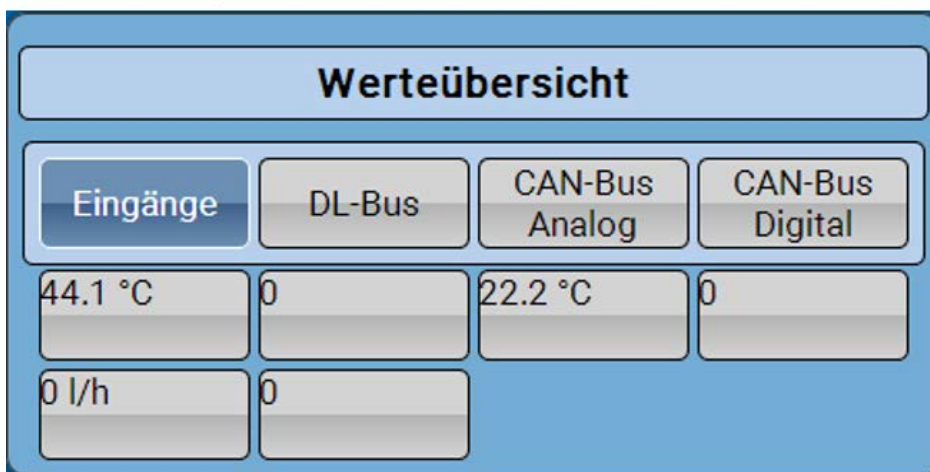 Werteübersicht
Eingänge
DL-Bus
CAN-Bus
Analog
CAN-Bus
Digital
44.1 °C
0
22.2 °C
0
0 l/h
0